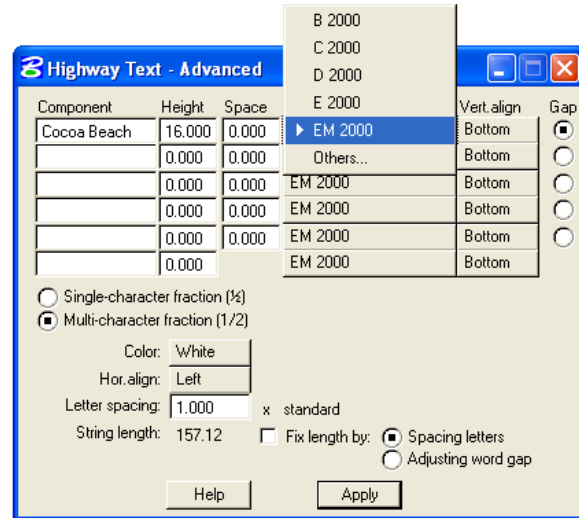 B 2000
C 2000
D 2000
E 2000
EM 2000
Others...
Highway Text - Advanced
Component Height Space Vert.align Gap
Cocoa Beach 16.000 0.000 Bottom
0.000 0.000 Bottom
0.000 0.000 EM 2000 Bottom
0.000 0.000 EM 2000 Bottom
0.000 0.000 EM 2000 Bottom
0.000 EM 2000 Bottom
Single-character fraction (½)
Multi-character fraction (1/2)
Color: White
Hor.align: Left
Letter spacing: 1.000 x standard
String length: 157.12 Fix length by: Spacing letters
Adjusting word gap
Help Apply